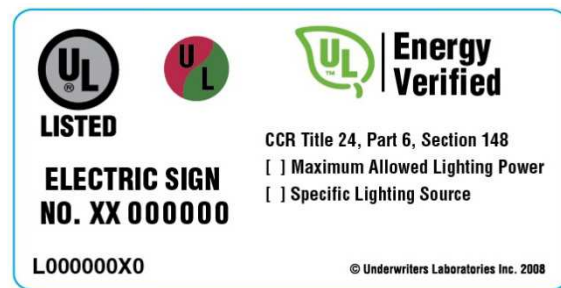 UL
®
LISTED
UL
ELECTRIC SIGN
NO. XX 000000
L000000X0
UL
™
Energy
Verified
CCR Title 24, Part 6, Section 148
[ ] Maximum Allowed Lighting Power
[ ] Specific Lighting Source
© Underwriters Laboratories Inc. 2008